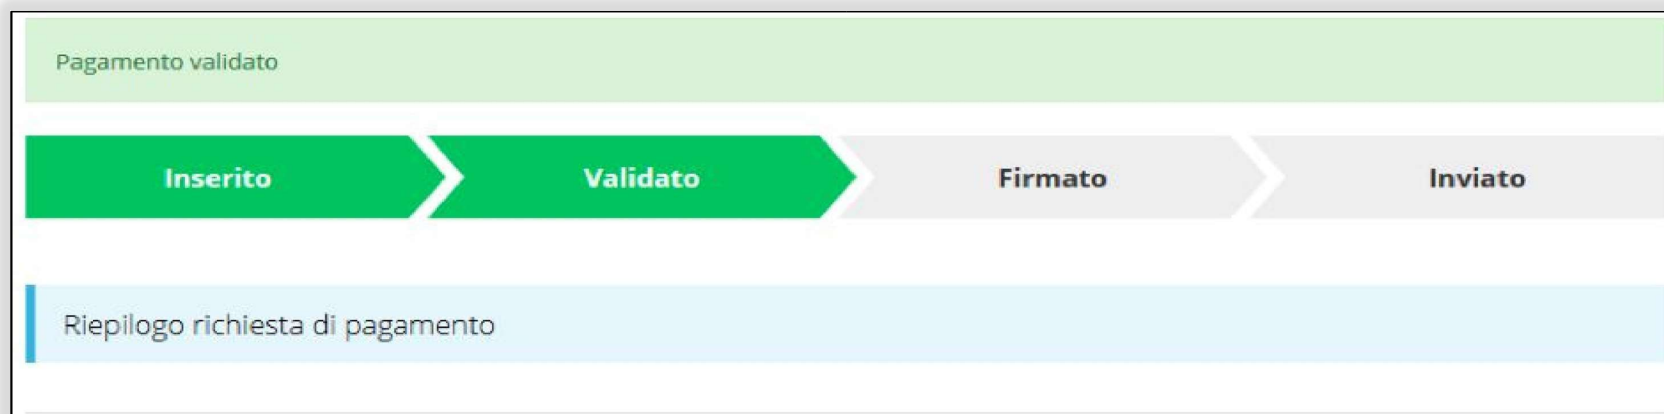 Pagamento validato
Inserito Validato Firmato Inviato
Riepilogo richiesta di pagamento